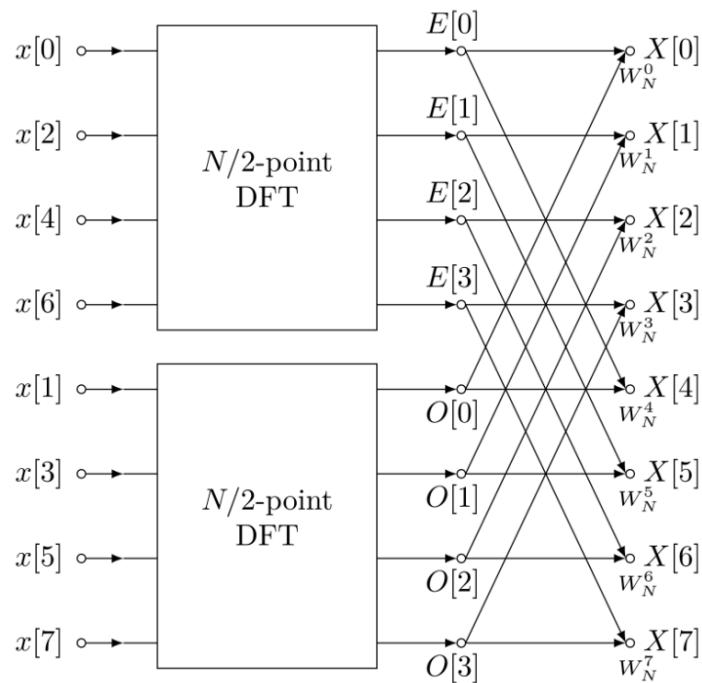 x[0]
E[0]
X[0]
W_N^0
x[2]
E[1]
X[1]
W_N^1
N/2-point
DFT
x[4]
E[2]
X[2]
W_N^2
x[6]
E[3]
X[3]
W_N^3
x[1]
O[0]
X[4]
W_N^4
x[3]
O[1]
X[5]
W_N^5
N/2-point
DFT
x[5]
O[2]
X[6]
W_N^6
x[7]
O[3]
X[7]
W_N^7